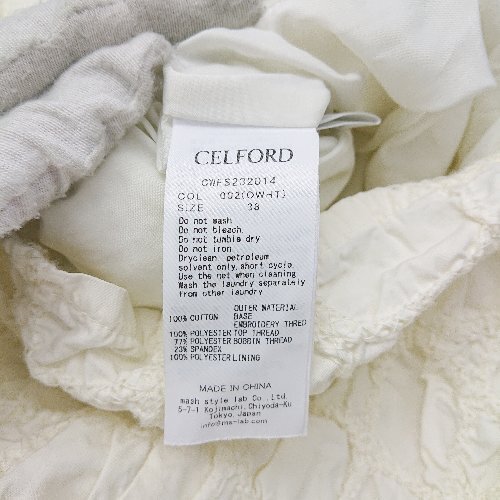 CELFORD
CWFS232014
COL 002(OWHT)
SIZE 38
Do not wash
Do not bleach
Do not tumble dry
Do not iron
Dryclean, petroleum
solvent only,short cycle
Use the net when cleaning
Wash the laundry separately
from other laundry
OUTER MATERIAL
100% CUTTON BASE
EMBROIDERY THRED
100% POLYESTER TOP THREAD
77% POLYESTER BOBBIN THREAD
23% SPANDEX
100% POLYESTER LINING
MADE IN CHINA
mash style lab Co.,Ltd.
5-7-1 Kojimachi,Chiyoda-Ku
Tokyo,Japan
info@ms-lab.com